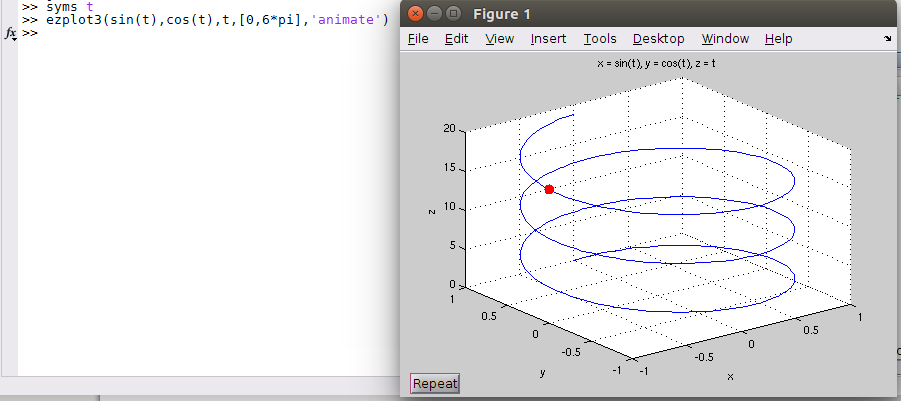 >> syms t
>> ezplot3(sin(t),cos(t),t,[0,6*pi],'animate')
fx >>
Figure 1
File Edit View Insert Tools Desktop Window Help
x = sin(t), y = cos(t), z = t
20
15
10
5
0
z
1
0.5
0
-0.5
-1
y
-1
-0.5
0
0.5
1
x
Repeat